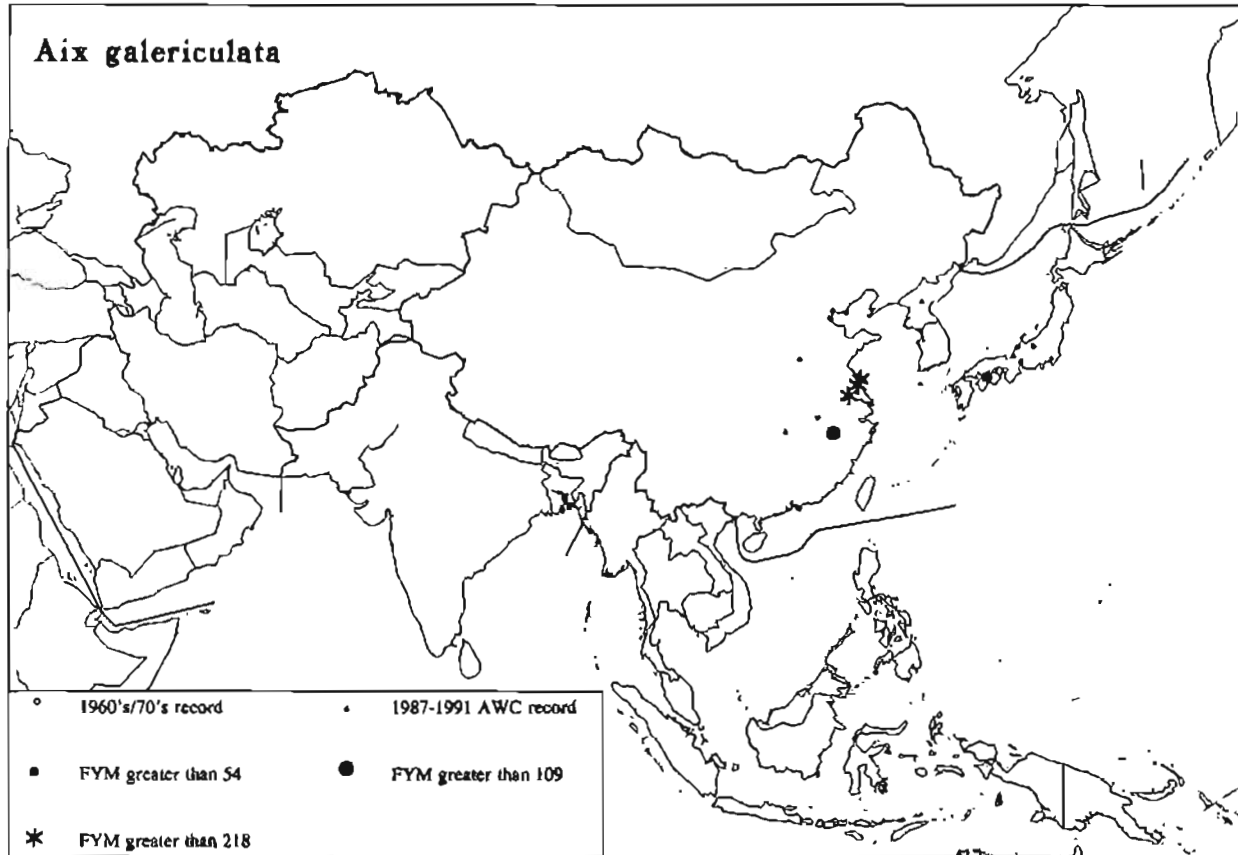 Aix galericulata
1960's/70's record
1987-1991 AWC record
FYM greater than 54
FYM greater than 109
FYM greater than 218